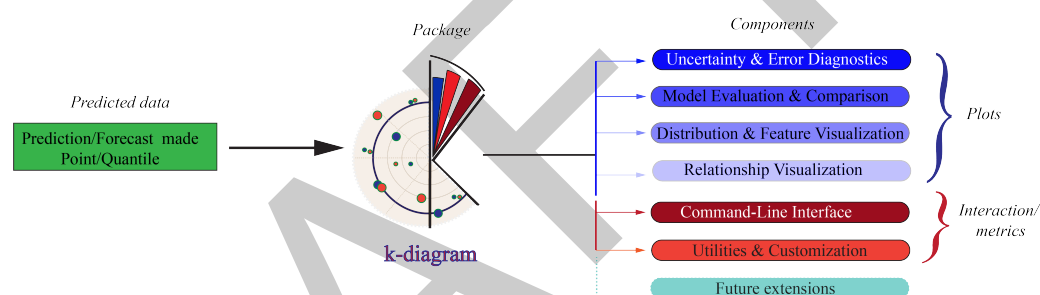 Components
Package
Uncertainty & Error Diagnostics
Predicted data
Model Evaluation & Comparison
Plots
Prediction/Forecast made
Point/Quantile
Distribution & Feature Visualization
Relationship Visualization
Command-Line Interface
Interaction/
metrics
k-diagram
Utilities & Customization
Future extensions